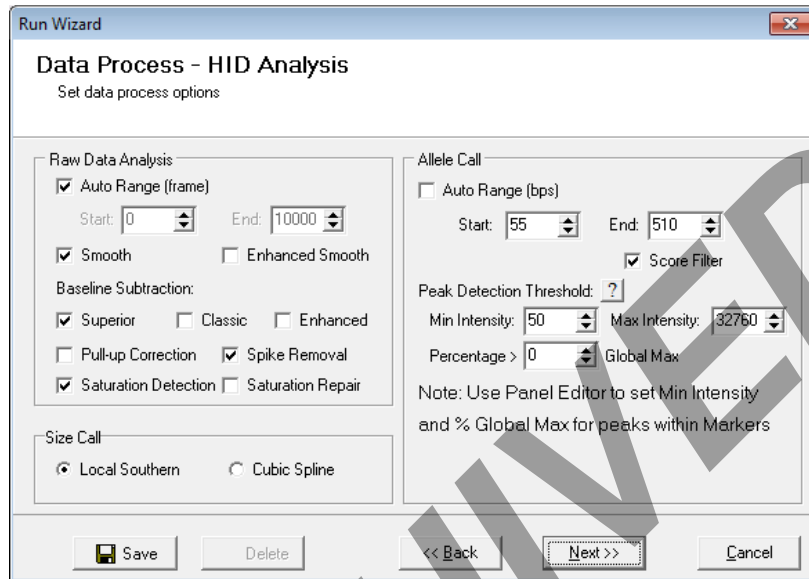 Run Wizard
Data Process - HID Analysis
Set data process options
Raw Data Analysis
Auto Range (frame)
Start: 0 End: 10000
Smooth Enhanced Smooth
Baseline Subtraction:
Superior Classic Enhanced
Pull-up Correction Spike Removal
Saturation Detection Saturation Repair
Size Call
Local Southern Cubic Spline
Allele Call
Auto Range (bps)
Start: 55 End: 510
Score Filter
Peak Detection Threshold: ?
Min Intensity: 50 Max Intensity: 32760
Percentage > 0 Global Max
Note: Use Panel Editor to set Min Intensity
and % Global Max for peaks within Markers
Save Delete << Back Next >> Cancel